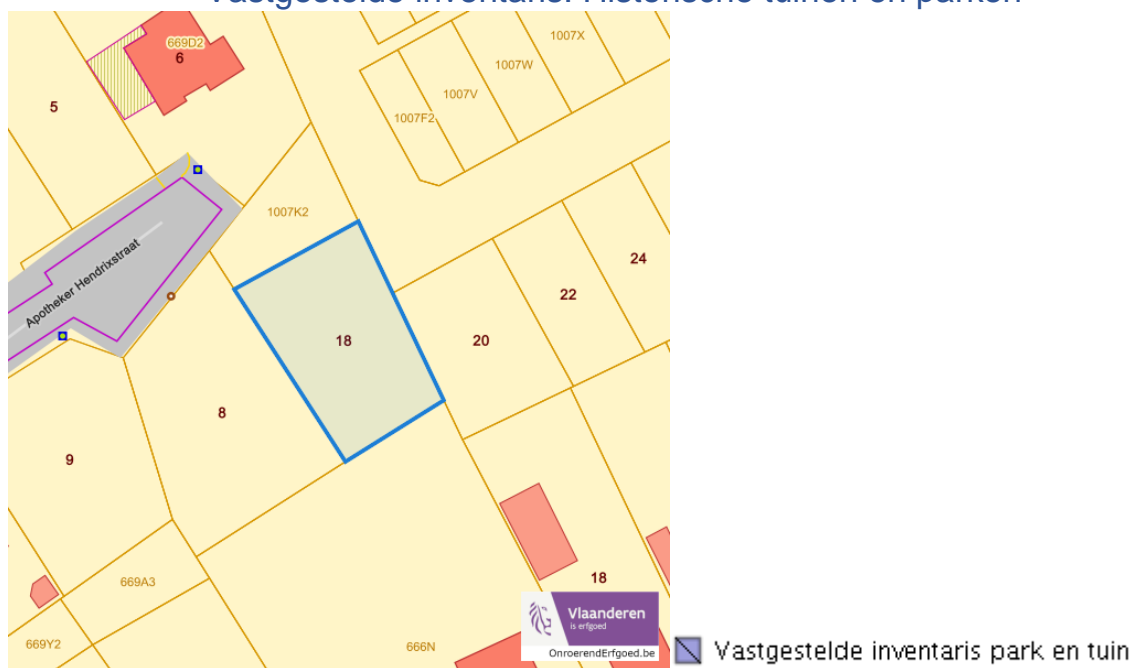 Vastgestelde inventaris: Historische tuinen en parken
669D2
6
5
1007X
1007W
1007V
1007F2
1007K2
Apotheker Hendrixstraat
24
22
18
20
8
9
18
669A3
669Y2
666N
Vlaanderen
is erfgoed
OnroerendErfgoed.be
Vastgestelde inventaris park en tuin